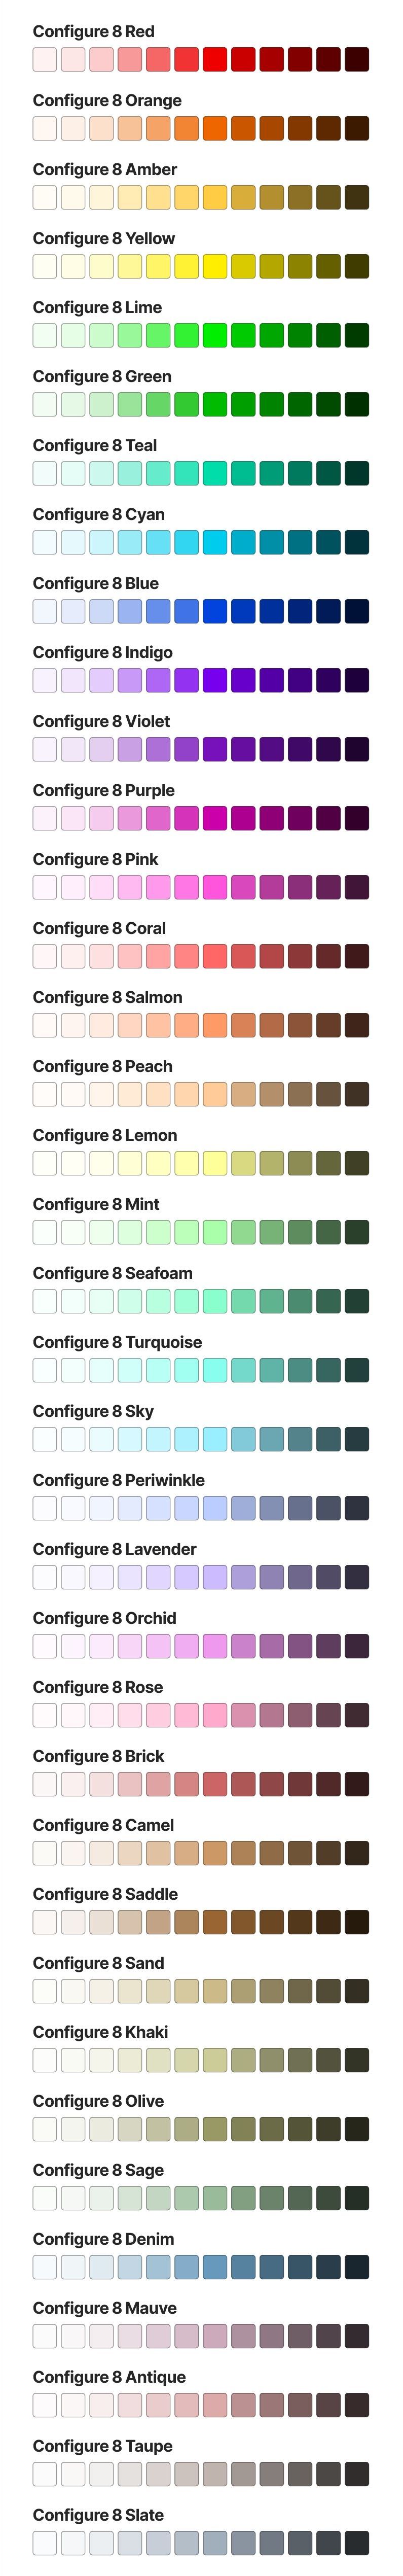 Configure 8 Red
Configure 8 Orange
Configure 8 Amber
Configure 8 Yellow
Configure 8 Lime
Configure 8 Green
Configure 8 Teal
Configure 8 Cyan
Configure 8 Blue
Configure 8 Indigo
Configure 8 Violet
Configure 8 Purple
Configure 8 Pink
Configure 8 Coral
Configure 8 Salmon
Configure 8 Peach
Configure 8 Lemon
Configure 8 Mint
Configure 8 Seafoam
Configure 8 Turquoise
Configure 8 Sky
Configure 8 Periwinkle
Configure 8 Lavender
Configure 8 Orchid
Configure 8 Rose
Configure 8 Brick
Configure 8 Camel
Configure 8 Saddle
Configure 8 Sand
Configure 8 Khaki
Configure 8 Olive
Configure 8 Sage
Configure 8 Denim
Configure 8 Mauve
Configure 8 Antique
Configure 8 Taupe
Configure 8 Slate